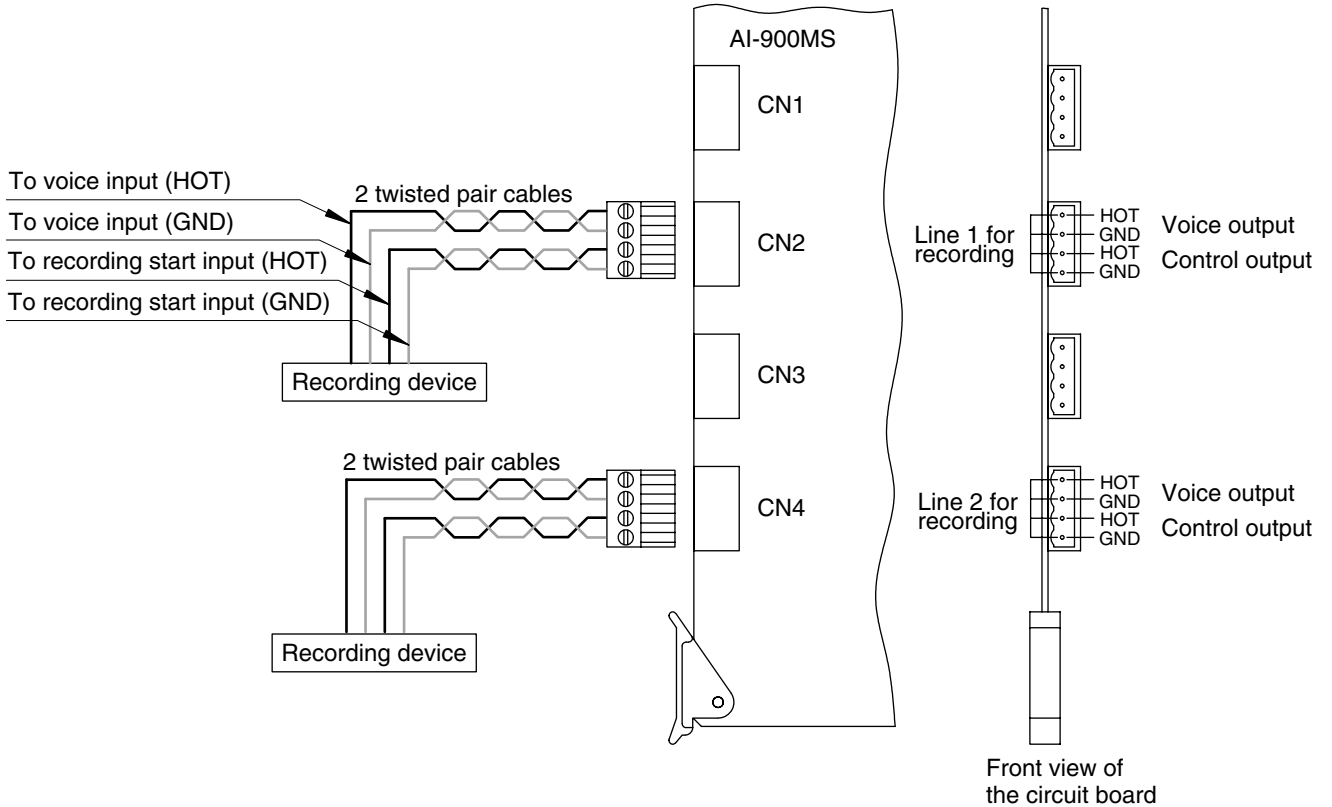 AI-900MS
CN1
To voice input (HOT)
To voice input (GND)
To recording start input (HOT)
To recording start input (GND)
2 twisted pair cables
CN2
Recording device
Line 1 for
recording
HOT
GND
HOT
GND
Voice output
Control output
CN3
2 twisted pair cables
CN4
Recording device
Line 2 for
recording
HOT
GND
HOT
GND
Voice output
Control output
Front view of
the circuit board